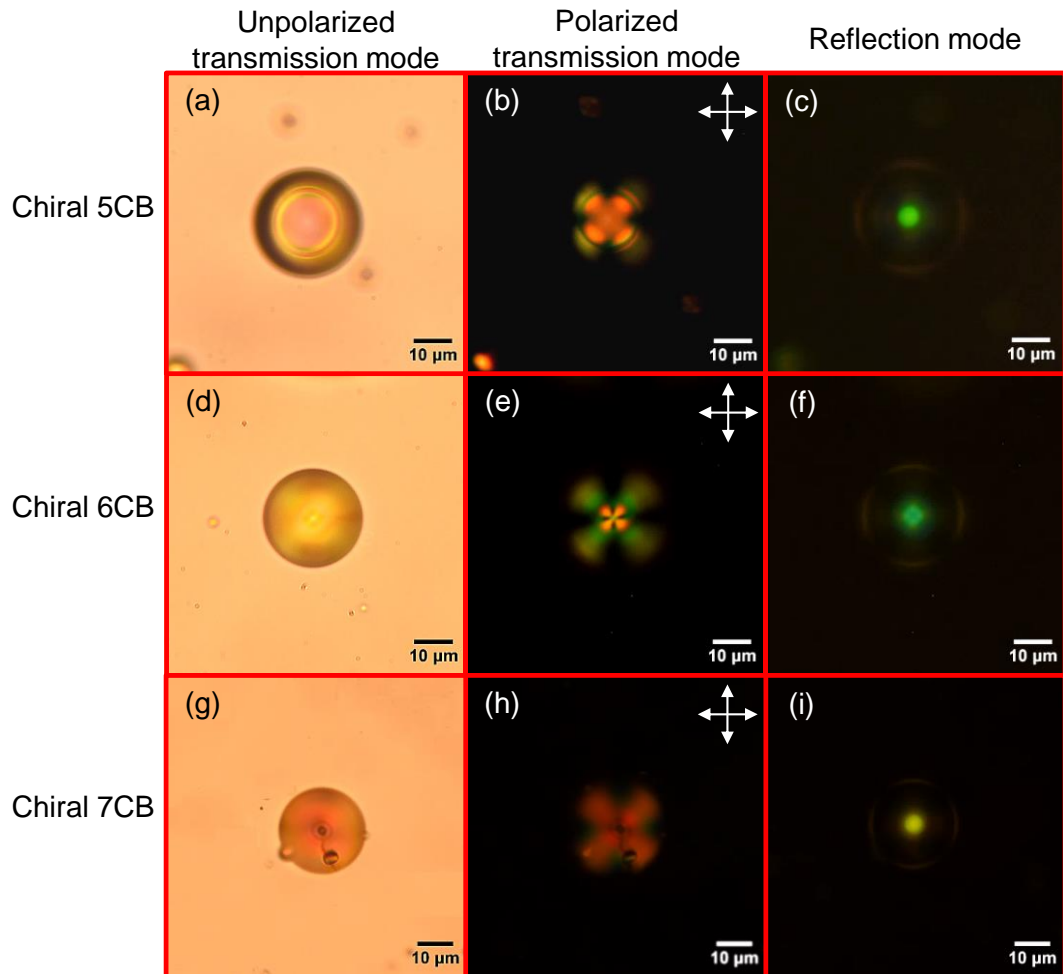 Unpolarized
transmission mode
Polarized
transmission mode
Reflection mode
Chiral 5CB
(a)
10 µm
(b)
10 µm
(c)
10 µm
Chiral 6CB
(d)
10 µm
(e)
10 µm
(f)
10 µm
Chiral 7CB
(g)
10 µm
(h)
10 µm
(i)
10 µm